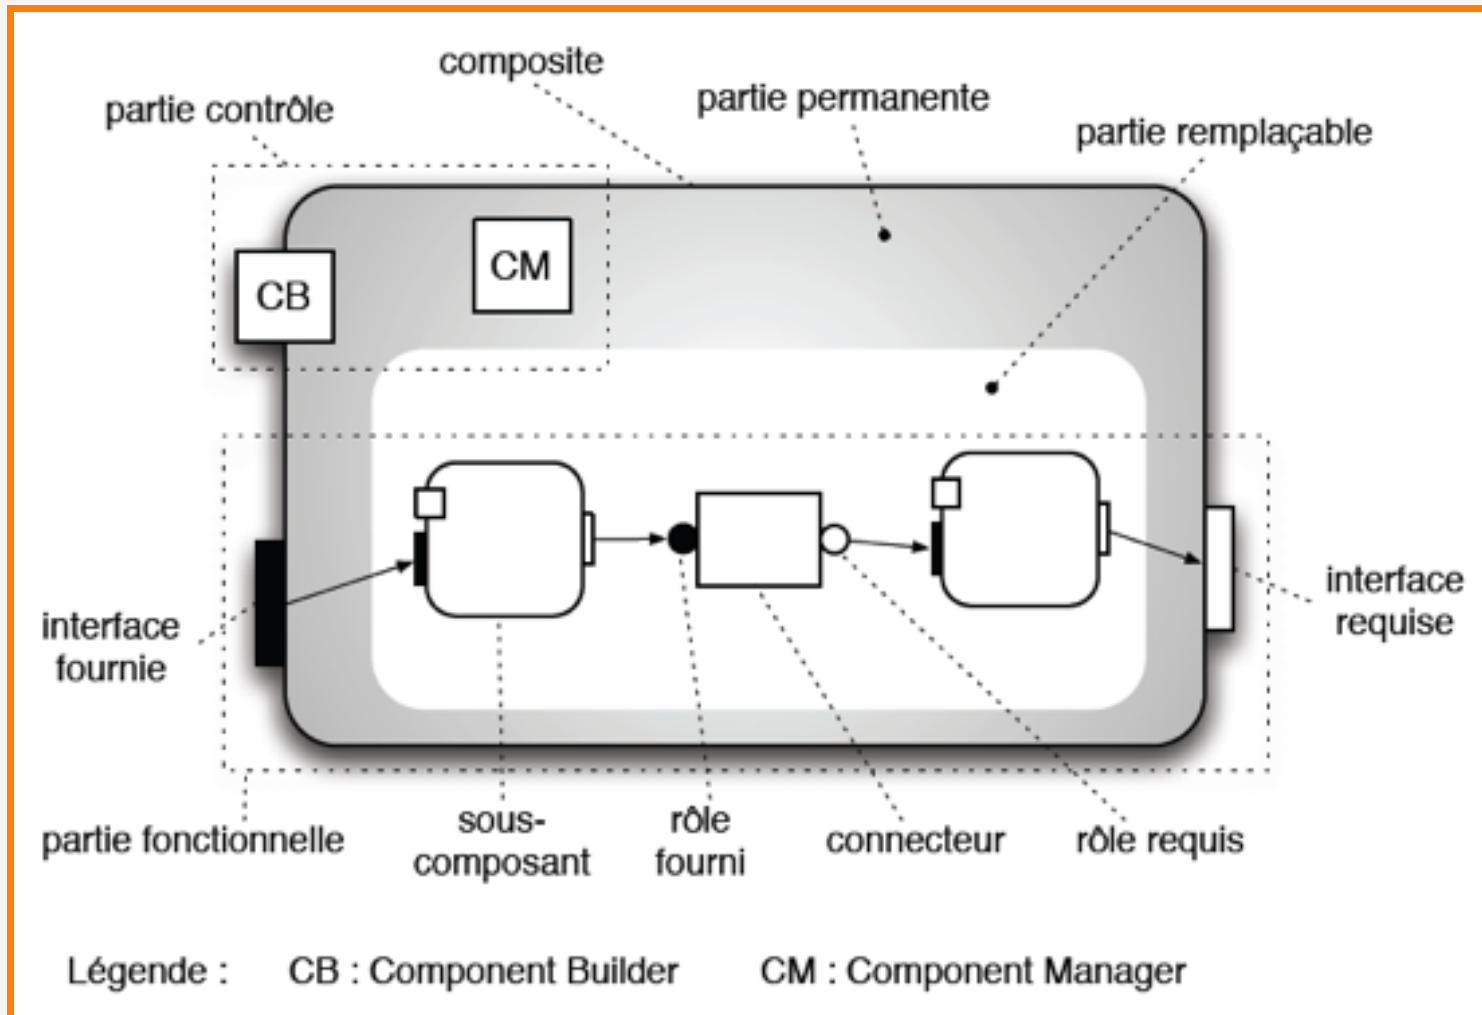 composite
partie permanente
partie contrôle
partie remplaçable
CM
CB
interface
fournie
interface
requise
partie fonctionnelle
sous-
composant
rôle
fourni
connecteur
rôle requis
Légende : CB : Component Builder CM : Component Manager